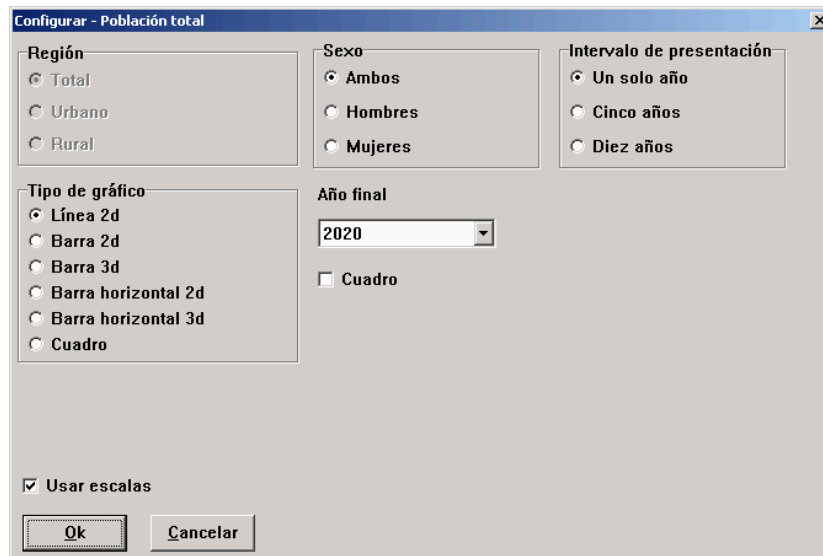 Configurar - Población total
Región
Total
Urbano
Rural
Sexo
Ambos
Hombres
Mujeres
Intervalo de presentación
Un solo año
Cinco años
Diez años
Tipo de gráfico
Línea 2d
Barra 2d
Barra 3d
Barra horizontal 2d
Barra horizontal 3d
Cuadro
Año final
2020
Cuadro
Usar escalas
Ok
Cancelar